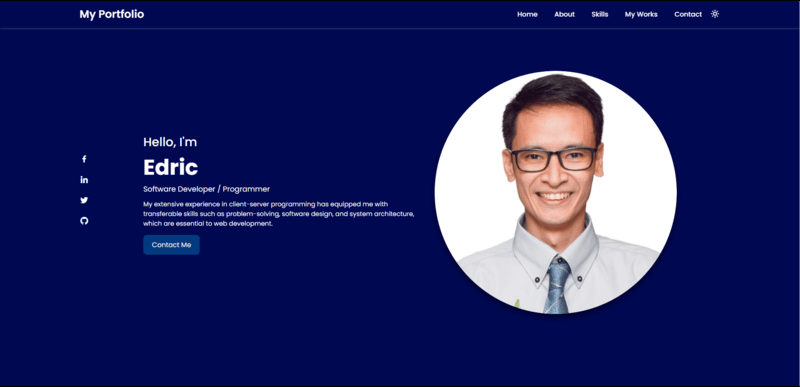 My Portfolio
Home About Skills My Works Contact
Hello, I'm
Edric
Software Developer / Programmer
My extensive experience in client-server programming has equipped me with
transferable skills such as problem-solving, software design, and system architecture,
which are essential to web development.
Contact Me